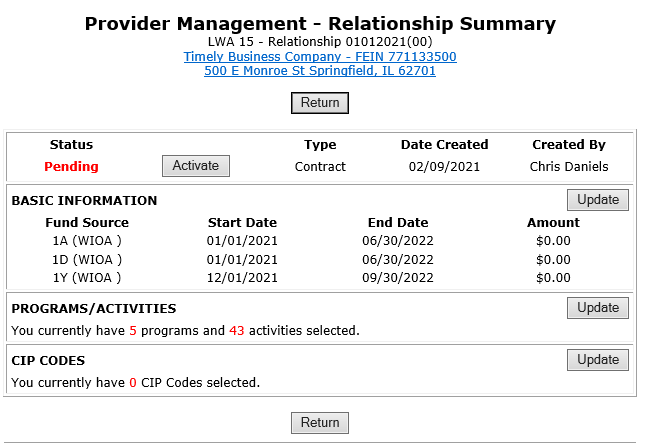 Provider Management - Relationship Summary
LWA 15 - Relationship 01012021(00)
Timely Business Company - FEIN 771133500
500 E Monroe St Springfield, IL 62701
Return
Status Type Date Created Created By
Pending Activate Contract 02/09/2021 Chris Daniels
BASIC INFORMATION Update
Fund Source Start Date End Date Amount
1A (WIOA ) 01/01/2021 06/30/2022 $0.00
1D (WIOA ) 01/01/2021 06/30/2022 $0.00
1Y (WIOA ) 12/01/2021 09/30/2022 $0.00
PROGRAMS/ACTIVITIES Update
You currently have 5 programs and 43 activities selected.
CIP CODES Update
You currently have 0 CIP Codes selected.
Return